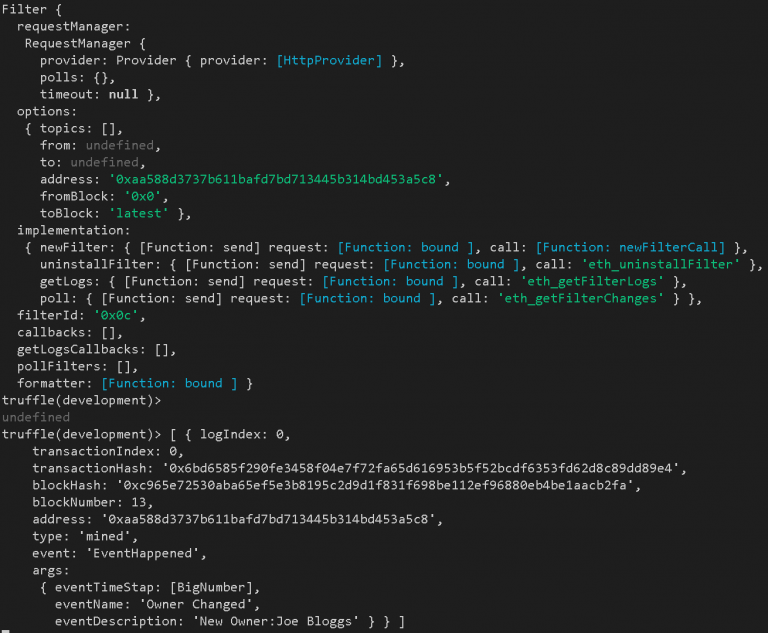 Filter {
  requestManager:
   RequestManager {
     provider: Provider { provider: [HttpProvider] },
     polls: {},
     timeout: null },
  options:
   { topics: [],
     from: undefined,
     to: undefined,
     address: '0xaa588d3737b611bafd7bd713445b314bd453a5c8',
     fromBlock: '0x0',
     toBlock: 'latest' },
  implementation:
   { newFilter: { [Function: send] request: [Function: bound ], call: [Function: newFilterCall] },
     uninstallFilter: { [Function: send] request: [Function: bound ], call: 'eth_uninstallFilter' },
     getLogs: { [Function: send] request: [Function: bound ], call: 'eth_getFilterLogs' },
     poll: { [Function: send] request: [Function: bound ], call: 'eth_getFilterChanges' } },
  filterId: '0x0c',
  callbacks: [],
  getLogsCallbacks: [],
  pollFilters: [],
  formatter: [Function: bound ] }
truffle(development)>
undefined
truffle(development)> [ { logIndex: 0,
    transactionIndex: 0,
    transactionHash: '0x6bd6585f290fe3458f04e7f72fa65d616953b5f52bcdf6353fd62d8c89dd89e4',
    blockHash: '0xc965e72530aba65ef5e3b8195c2d9d1f831f698be112ef96880eb4be1aacb2fa',
    blockNumber: 13,
    address: '0xaa588d3737b611bafd7bd713445b314bd453a5c8',
    type: 'mined',
    event: 'EventHappened',
    args:
     { eventTimeStap: [BigNumber],
       eventName: 'Owner Changed',
       eventDescription: 'New Owner:Joe Bloggs' } } ]